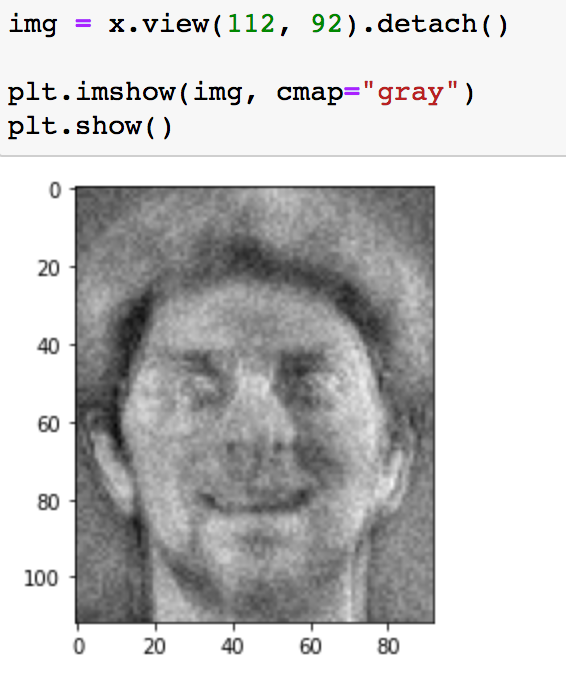 img = x.view(112, 92).detach()
plt.imshow(img, cmap="gray")
plt.show()
0
20
40
60
80
100
0 20 40 60 80